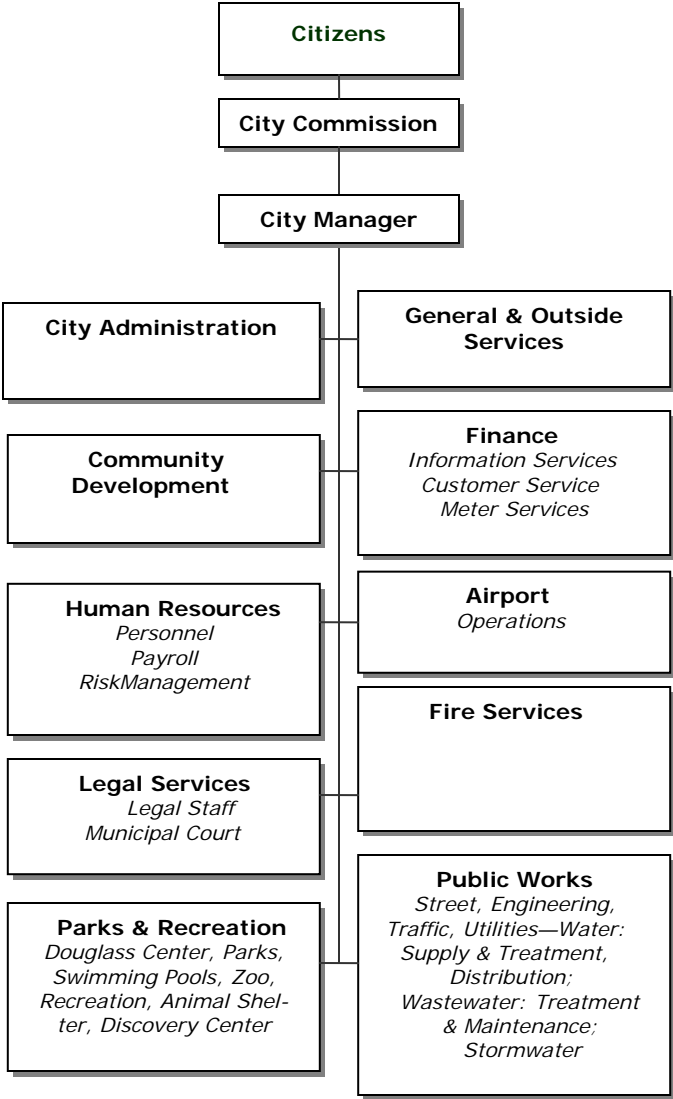 Citizens
City Commission
City Manager
City Administration
General & Outside
Services
Community
Development
Finance
Information Services
Customer Service
Meter Services
Human Resources
Personnel
Payroll
RiskManagement
Airport
Operations
Fire Services
Legal Services
Legal Staff
Municipal Court
Parks & Recreation
Douglass Center, Parks,
Swimming Pools, Zoo,
Recreation, Animal Shel-
ter, Discovery Center
Public Works
Street, Engineering,
Traffic, Utilities—Water:
Supply & Treatment,
Distribution;
Wastewater: Treatment
& Maintenance;
Stormwater